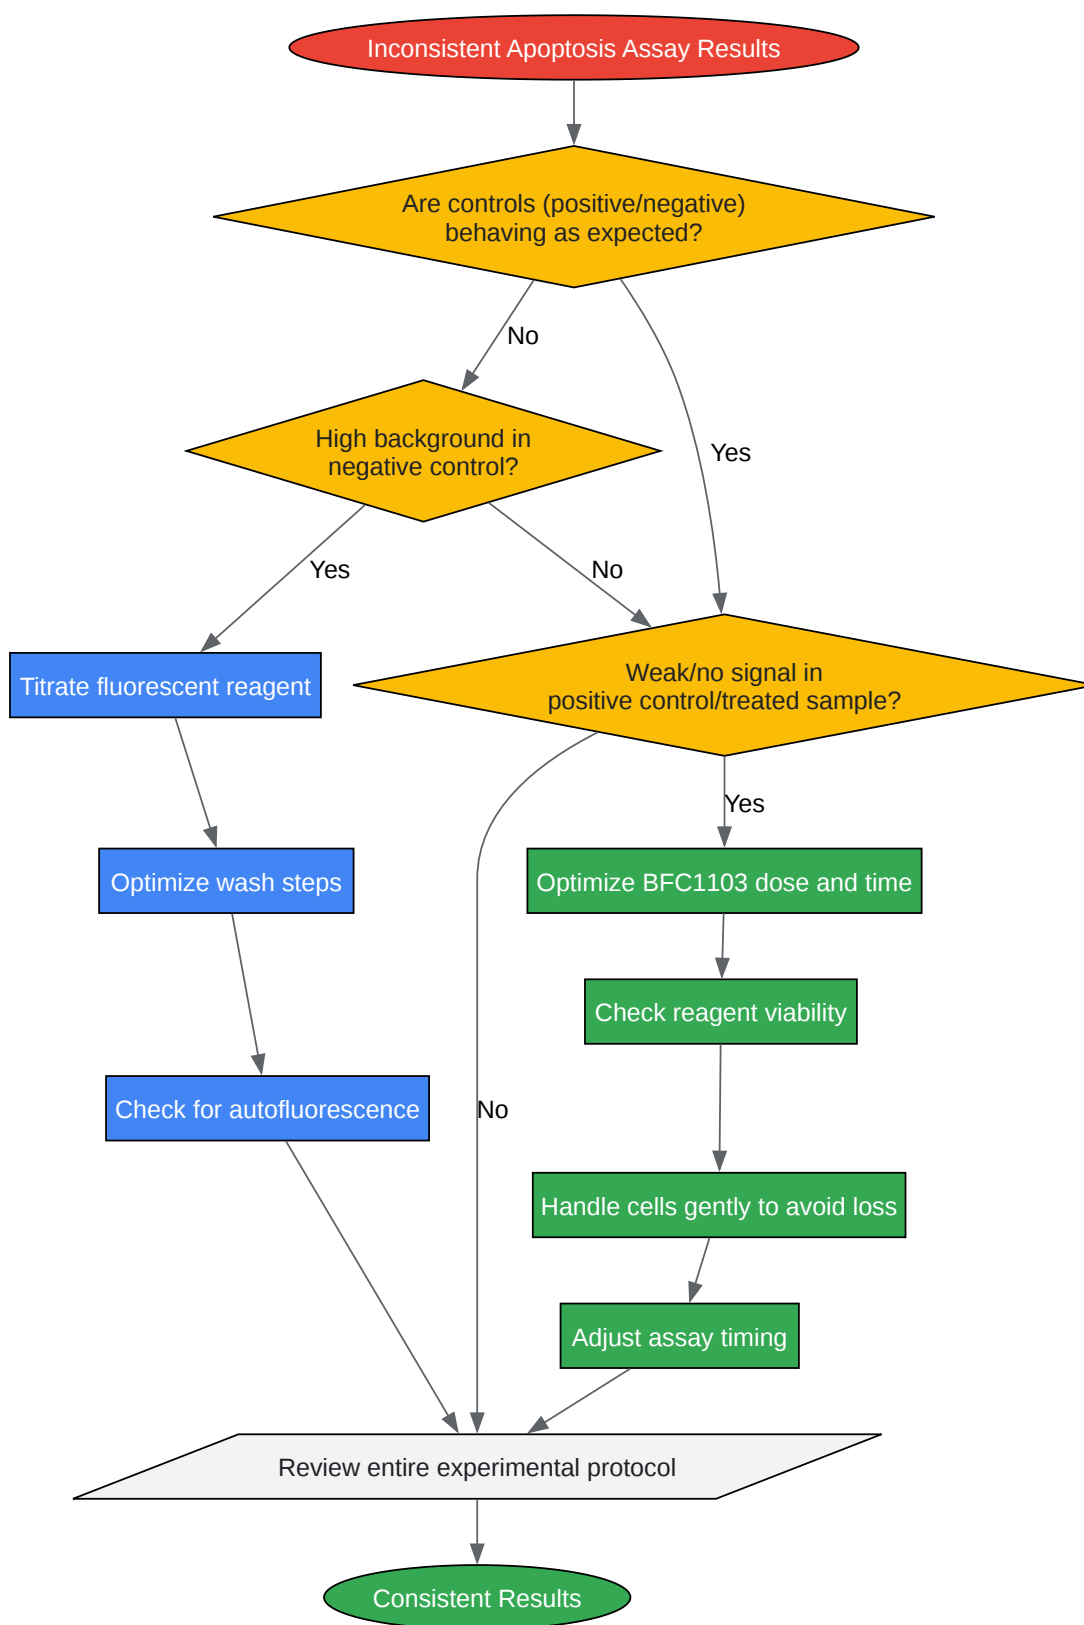 Inconsistent Apoptosis Assay Results
Are controls (positive/negative)
behaving as expected?
No
Yes
High background in
negative control?
Yes
No
Titrate fluorescent reagent
Weak/no signal in
positive control/treated sample?
Yes
Optimize wash steps
Optimize BFC1103 dose and time
Check reagent viability
Check for autofluorescence
No
Handle cells gently to avoid loss
Adjust assay timing
Review entire experimental protocol
Consistent Results